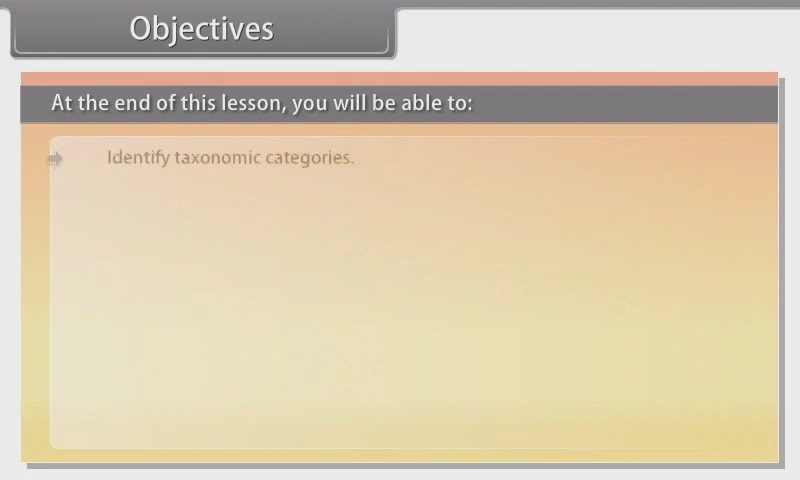 Objectives
At the end of this lesson, you will be able to:
Identify taxonomic categories.